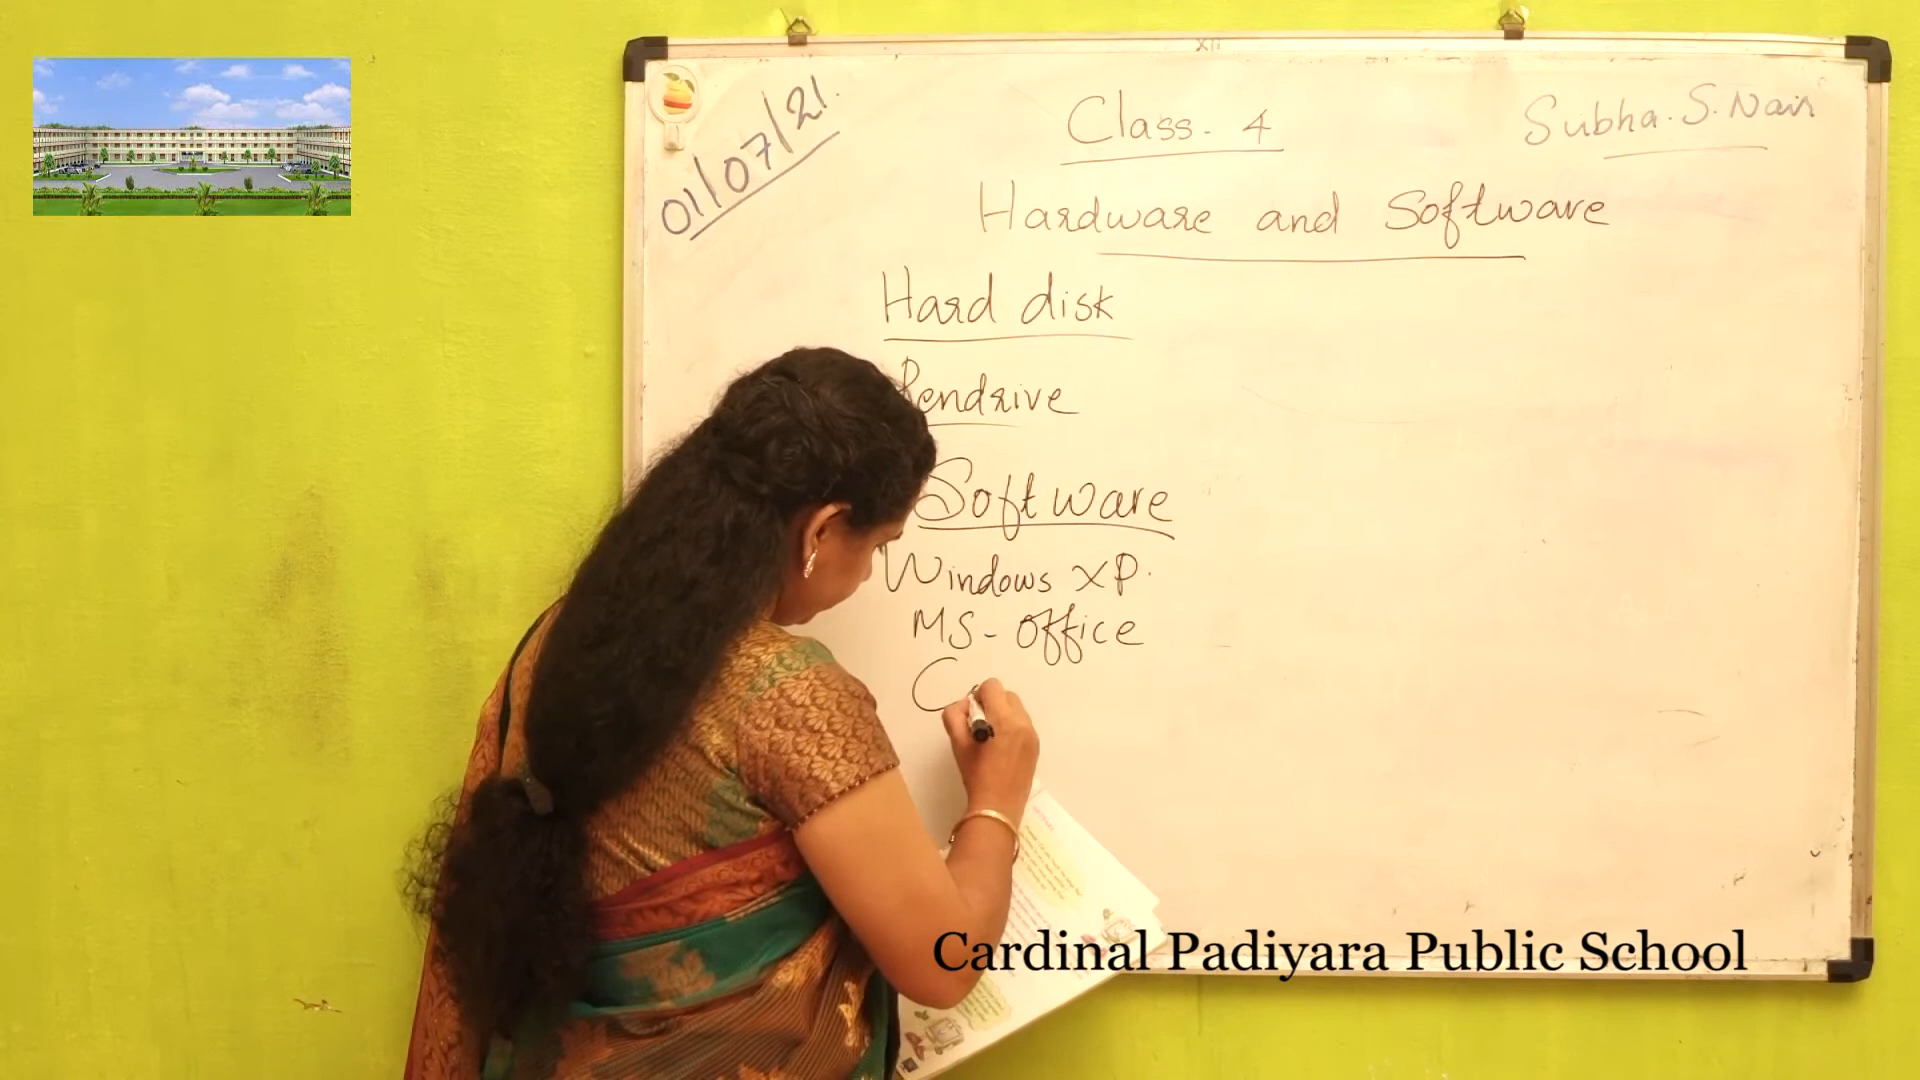 XII
01/07/21.
Class - 4
Subha. S. Nair
Hardware and Software
Hard disk
Pendrive
Software
Windows XP.
MS - Office
C
Cardinal Padiyara Public School